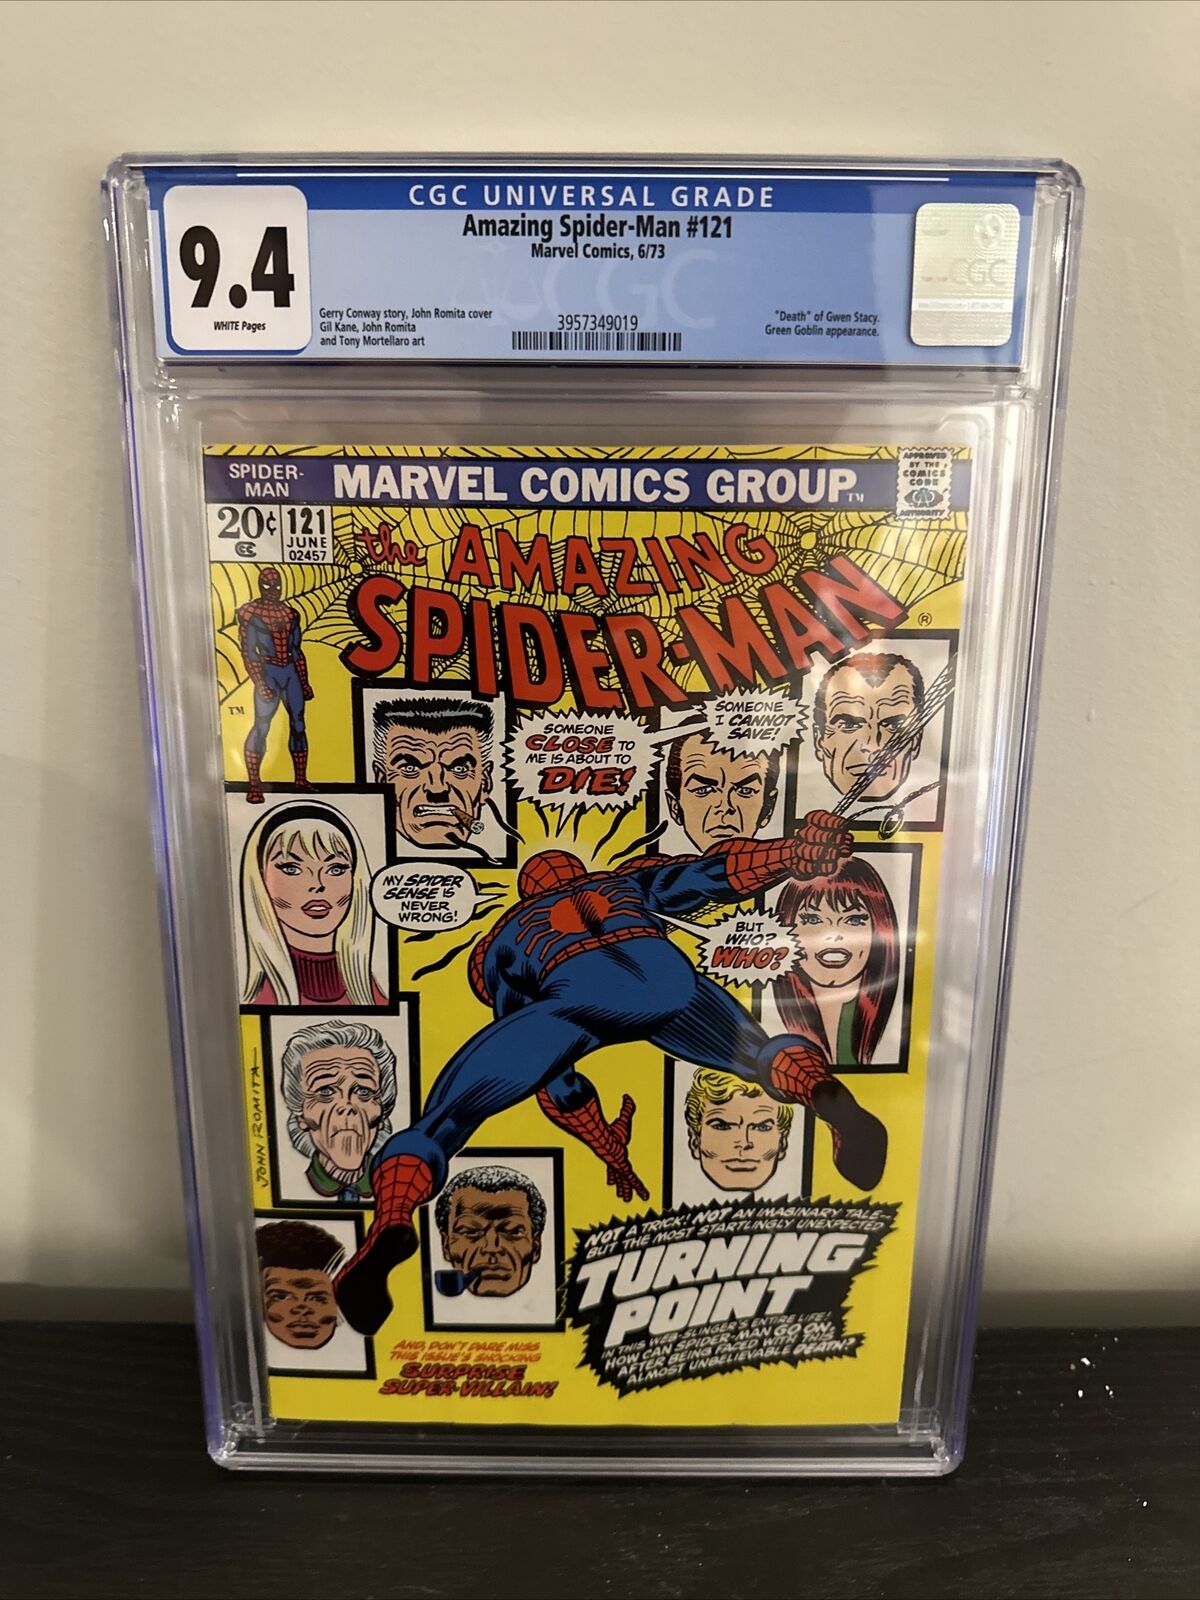 CGC UNIVERSAL GRADE
9.4
WHITE Pages
Amazing Spider-Man #121
Marvel Comics, 6/73
Gerry Conway story, John Romita cover
Gil Kane, John Romita
and Tony Mortellaro art
3957349019
"Death" of Gwen Stacy.
Green Goblin appearance.
CGC
CGC
SPIDER-
MAN
MARVEL COMICS GROUP TM
APPROVED
BY THE
COMICS
CODE
AUTHORITY
20¢
CC
121
JUNE
02457
the AMAZING
SPIDER-MAN
®
TM
SOMEONE
CLOSE TO
ME IS ABOUT TO
DIE!
SOMEONE
I CANNOT
SAVE!
MY SPIDER
SENSE IS
NEVER
WRONG!
BUT
WHO?
WHO?
JOHN ROMITA
NOT A TRICK! NOT AN IMAGINARY TALE-
BUT THE MOST STARTLINGLY UNEXPECTED
TURNING
POINT
IN THIS WEB-SLINGER'S ENTIRE LIFE!
HOW CAN SPIDER-MAN GO ON,
AFTER BEING FACED WITH THIS
ALMOST UNBELIEVABLE DEATH?
AND, DON'T DARE MISS
THIS ISSUE'S SHOCKING
SURPRISE
SUPER-VILLAIN!